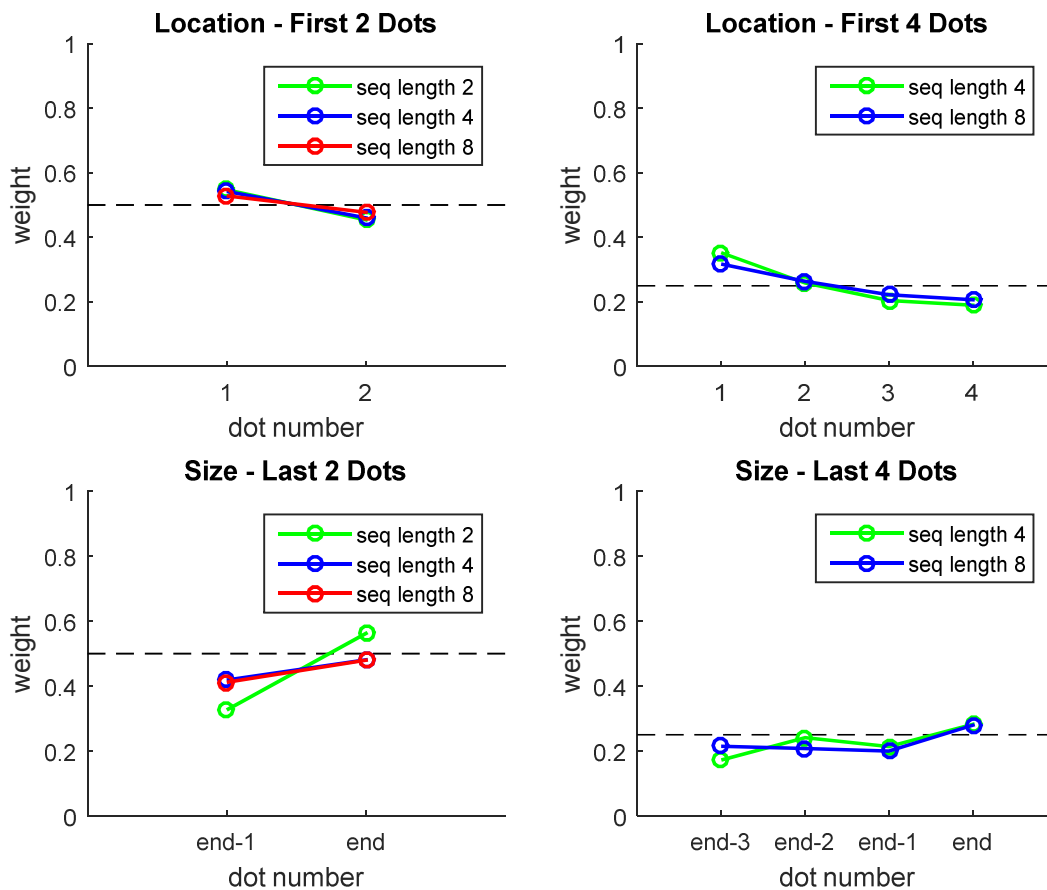 Location - First 2 Dots
1
0.8
0.6
0.4
0.2
0
weight
seq length 2
seq length 4
seq length 8
1 2
dot number
Location - First 4 Dots
1
0.8
0.6
0.4
0.2
0
weight
seq length 4
seq length 8
1 2 3 4
dot number
Size - Last 2 Dots
1
0.8
0.6
0.4
0.2
0
weight
seq length 2
seq length 4
seq length 8
end-1 end
dot number
Size - Last 4 Dots
1
0.8
0.6
0.4
0.2
0
weight
seq length 4
seq length 8
end-3 end-2 end-1 end
dot number